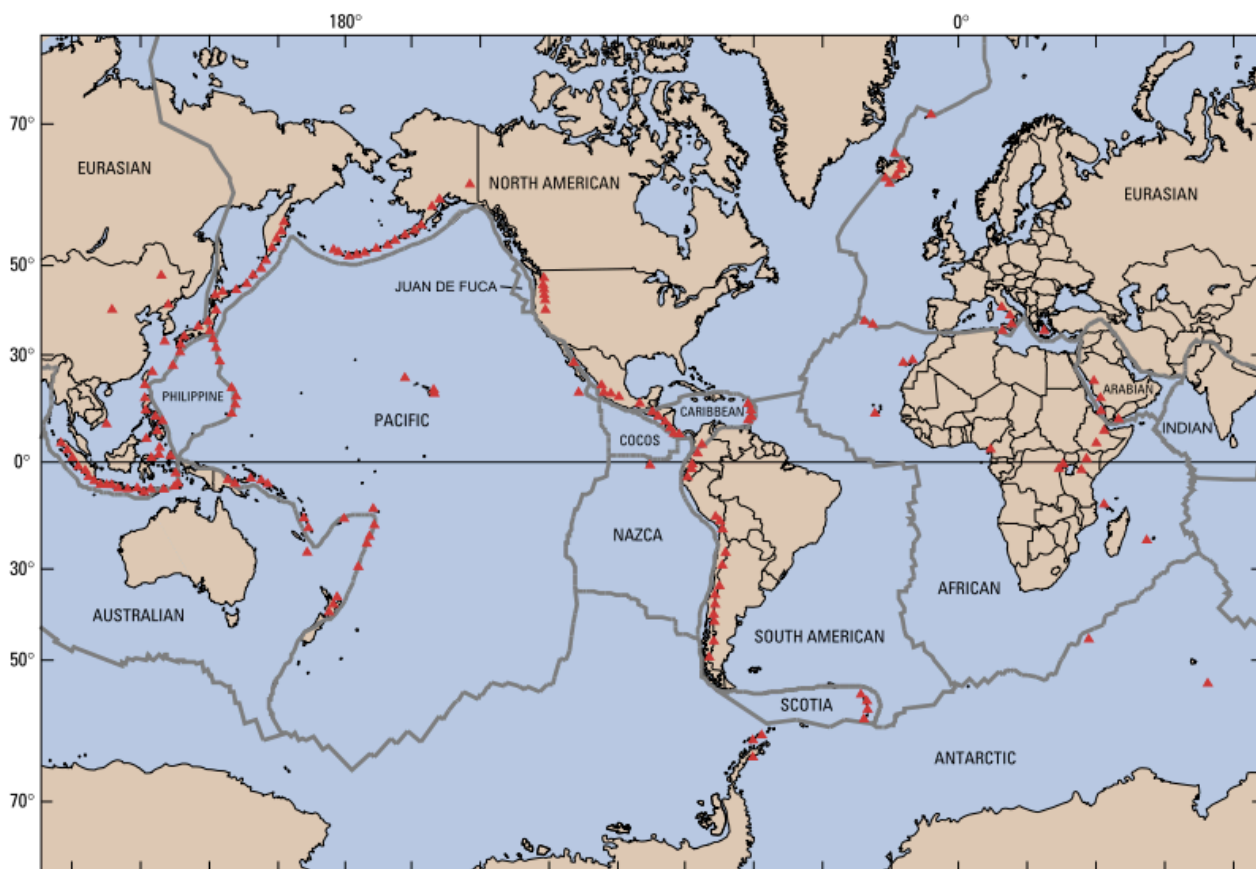 180° 0°
70°
EURASIAN
NORTH AMERICAN
EURASIAN
50°
JUAN DE FUCA
30°
PHILIPPINE
PACIFIC
CARIBBEAN
ARABIAN
COCOS
INDIAN
0°
NAZCA
30°
AUSTRALIAN
AFRICAN
SOUTH AMERICAN
50°
SCOTIA
ANTARCTIC
70°